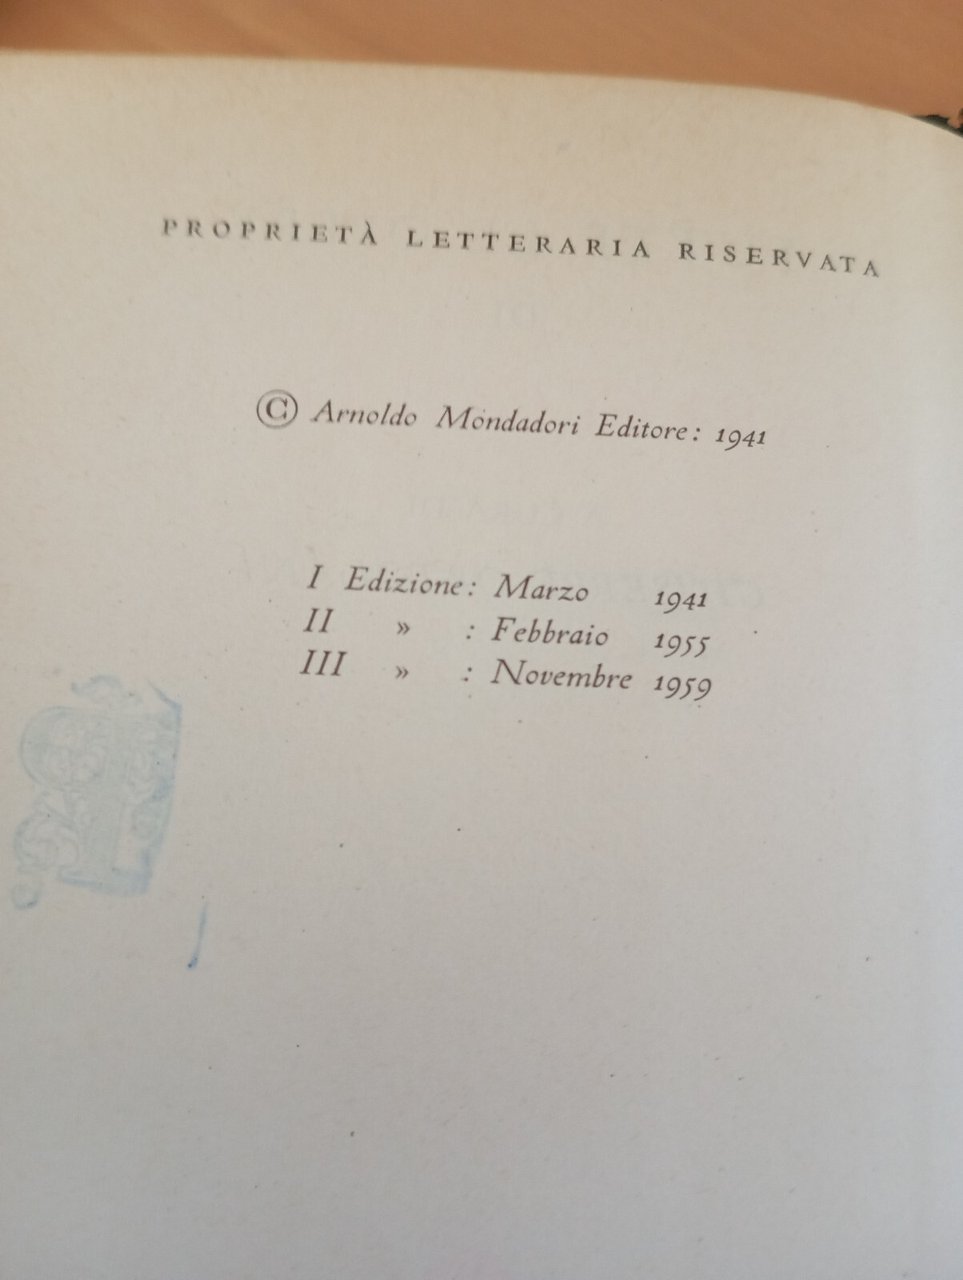 PROPRIETÀ LETTERARIA RISERVATA
© Arnoldo Mondadori Editore: 1941
I Edizione: Marzo 1941
II » : Febbraio 1955
III » : Novembre 1959